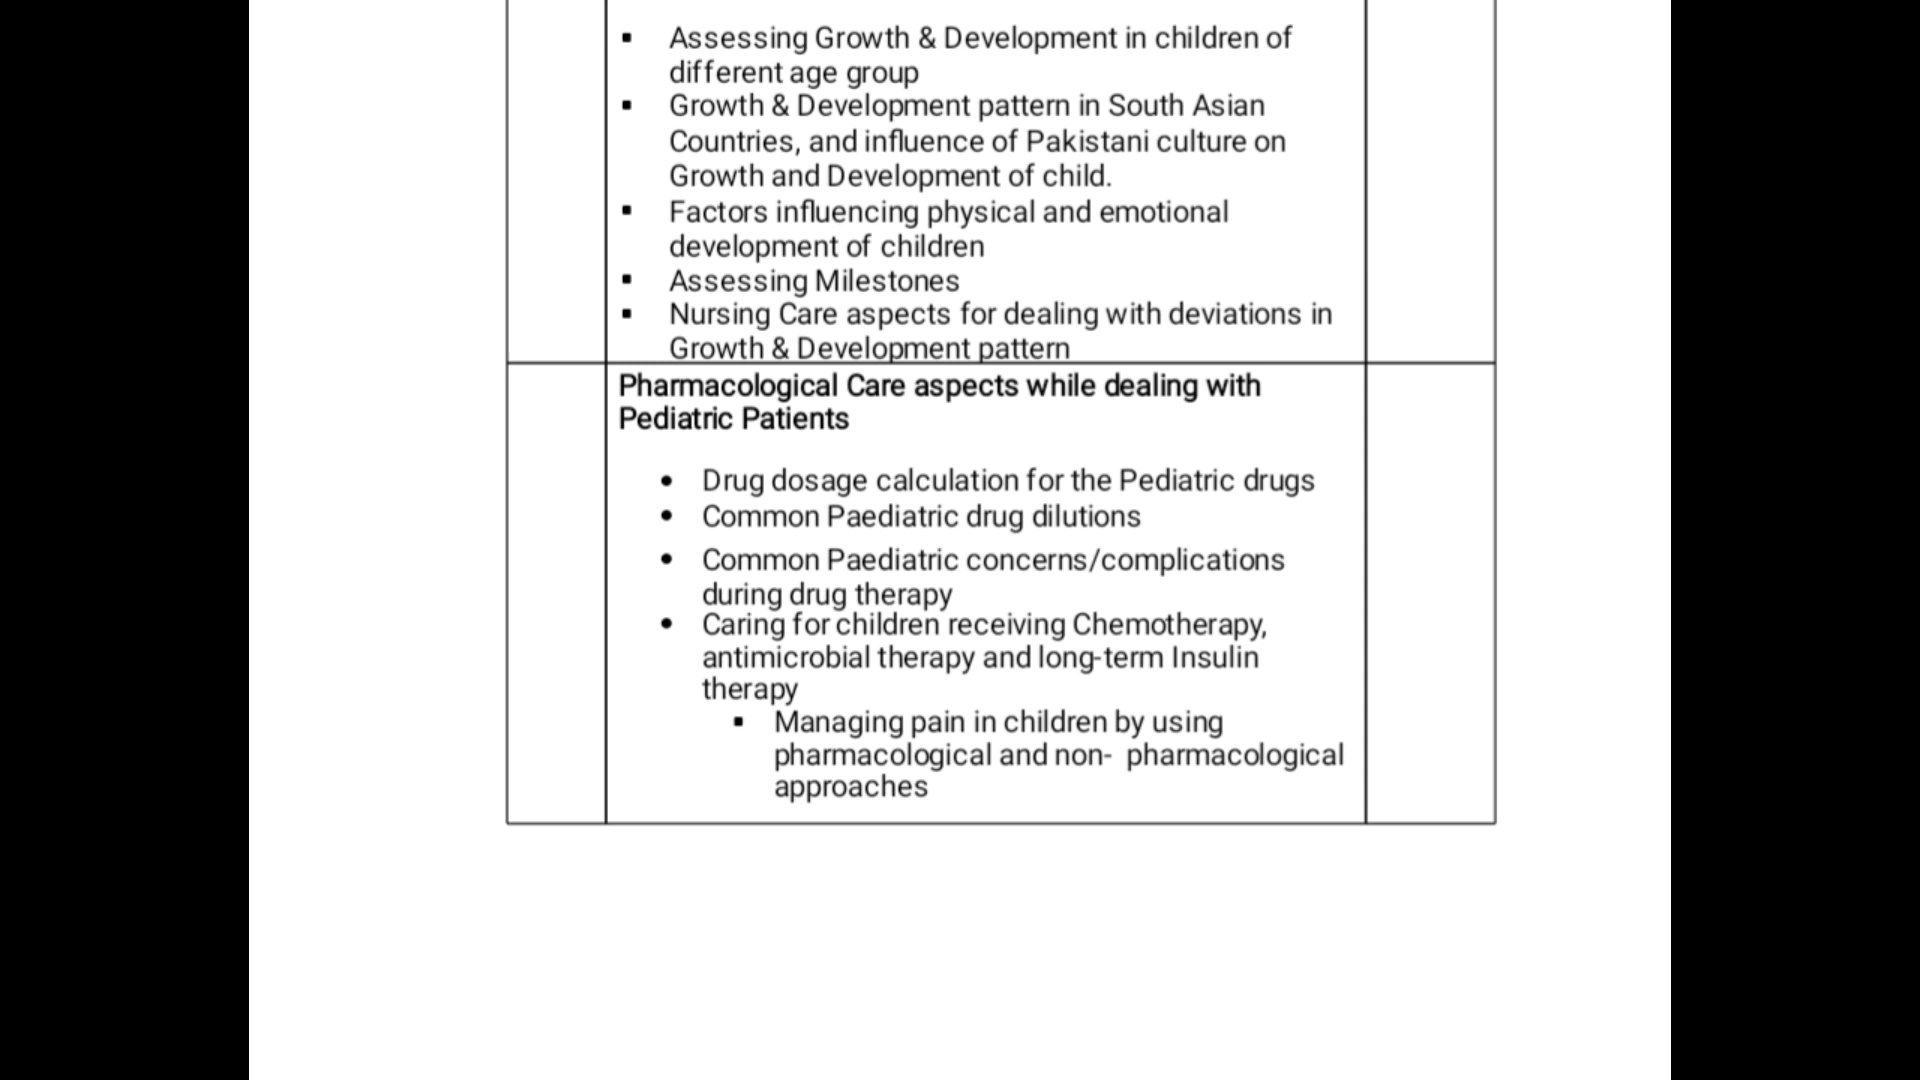 ▪ Assessing Growth & Development in children of
different age group
▪ Growth & Development pattern in South Asian
Countries, and influence of Pakistani culture on
Growth and Development of child.
▪ Factors influencing physical and emotional
development of children
▪ Assessing Milestones
▪ Nursing Care aspects for dealing with deviations in
Growth & Development pattern
Pharmacological Care aspects while dealing with
Pediatric Patients
• Drug dosage calculation for the Pediatric drugs
• Common Paediatric drug dilutions
• Common Paediatric concerns/complications
during drug therapy
• Caring for children receiving Chemotherapy,
antimicrobial therapy and long-term Insulin
therapy
▪ Managing pain in children by using
pharmacological and non- pharmacological
approaches